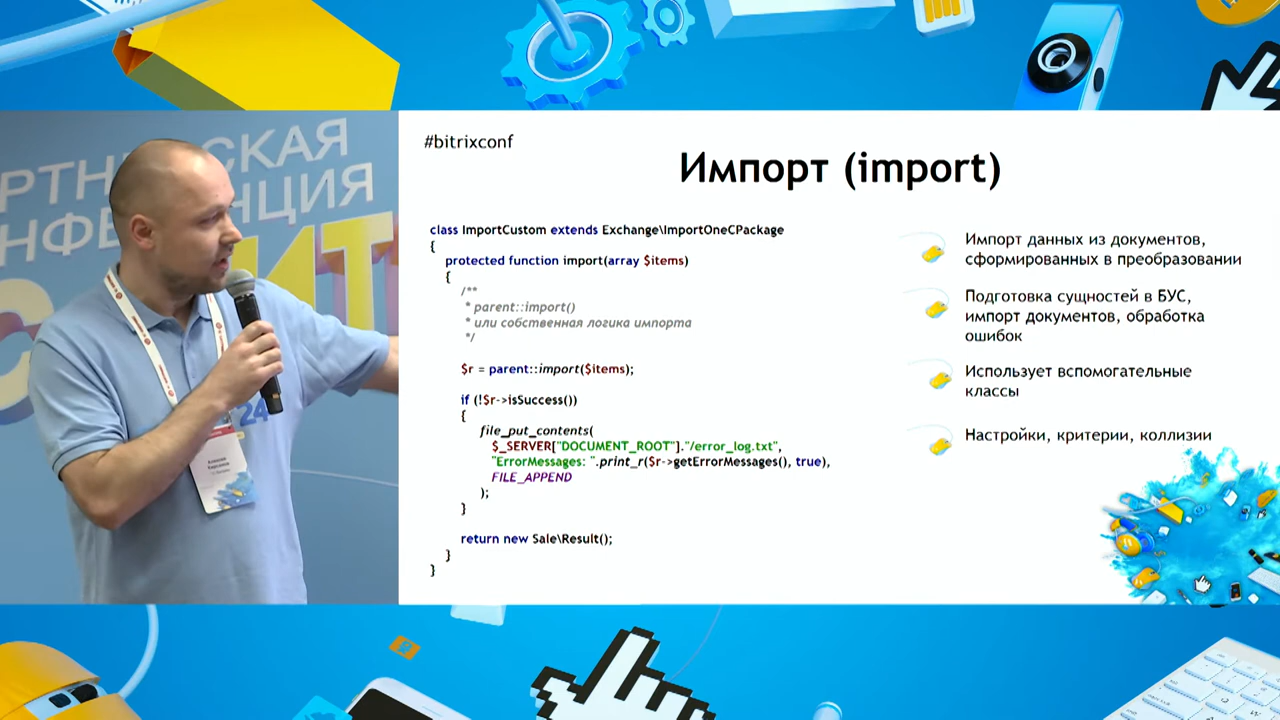 #bitrixconf
Импорт (import)
class ImportCustom extends Exchange\ImportOneCPackage
{
protected function import(array $items)
{
/**
* parent::import()
* или собственная логика импорта
*/
$r = parent::import($items);
if (!$r->isSuccess())
{
file_put_contents(
$_SERVER["DOCUMENT_ROOT"]."/error_log.txt",
"ErrorMessages: ".print_r($r->getErrorMessages(), true),
FILE_APPEND
);
}
return new Sale\Result();
}
}
Импорт данных из документов,
сформированных в преобразовании
Подготовка сущностей в БУС,
импорт документов, обработка
ошибок
Использует вспомогательные
классы
Настройки, критерии, коллизии
24